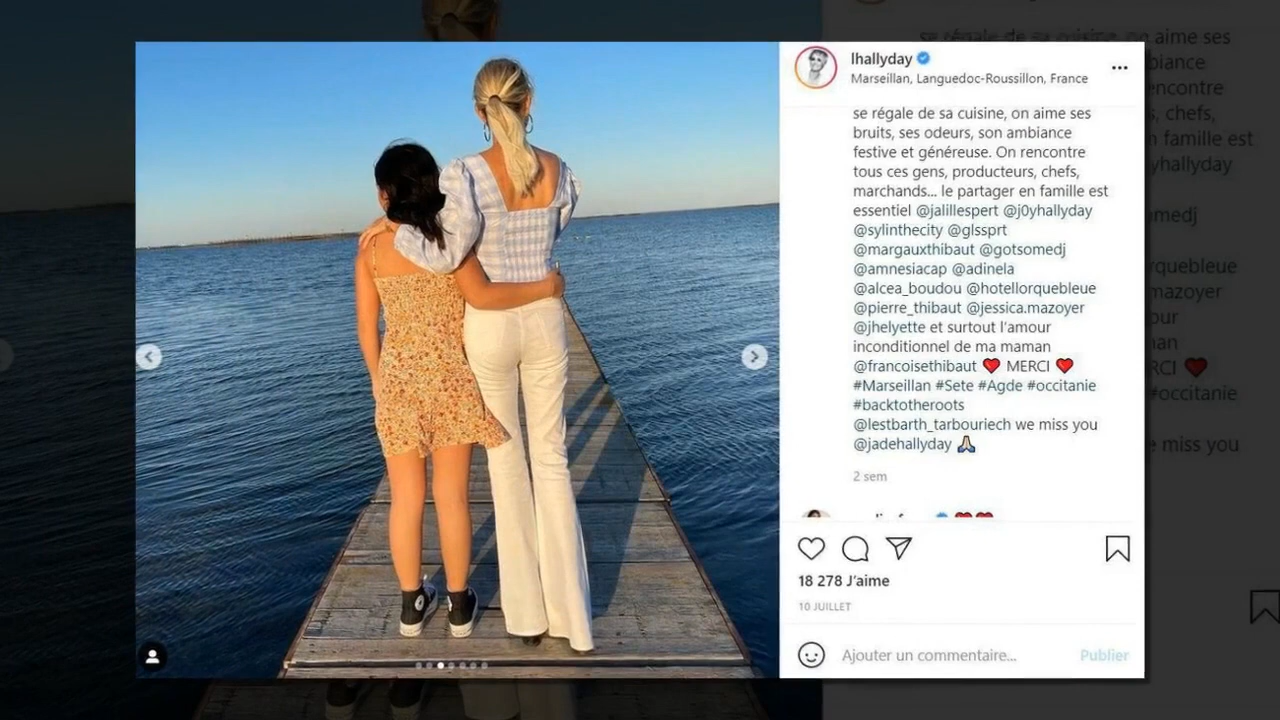 lhallyday
Marseillan, Languedoc-Roussillon, France
se régale de sa cuisine, on aime ses
bruits, ses odeurs, son ambiance
festive et généreuse. On rencontre
tous ces gens, producteurs, chefs,
marchands... le partager en famille est
essentiel @jalillespert @j0yhallyday
@sylinthecity @glssprt
@margauxthibaut @gotsomedj
@amnesiacap @adinela
@alcea_boudou @hotellorquebleue
@pierre_thibaut @jessica.mazoyer
@jhelyette et surtout l'amour
inconditionnel de ma maman
@francoisethibaut ❤️ MERCI ❤️
#Marseillan #Sete #Agde #occitanie
#backtotheroots
@lestbarth_tarbouriech we miss you
@jadehallyday 🙏🏼
2 sem
18 278 J'aime
10 JUILLET
Ajouter un commentaire...
Publier